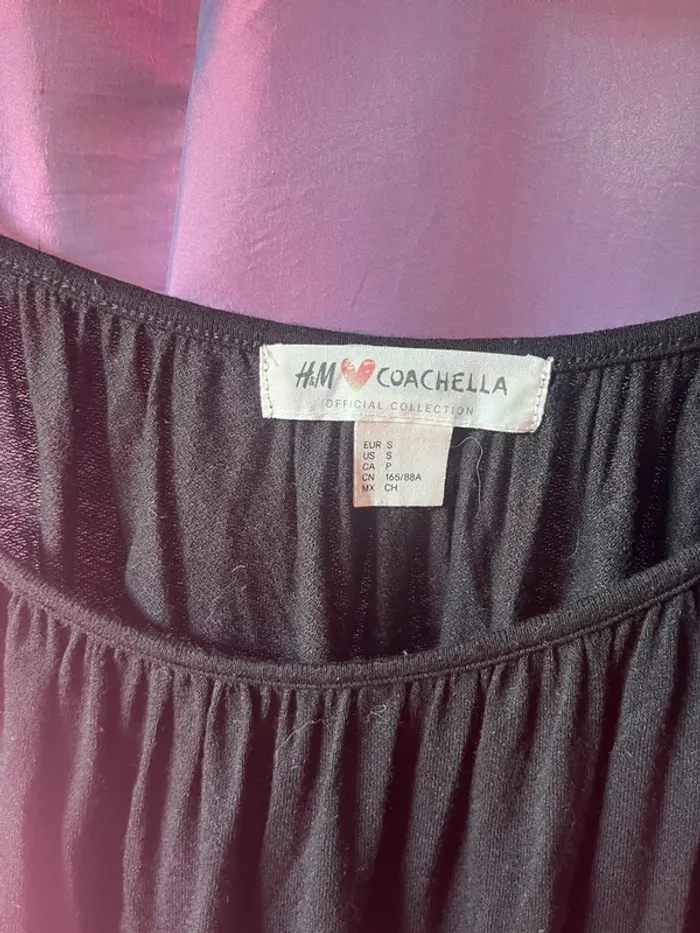 H&M COACHELLA
OFFICIAL COLLECTION
EUR S
US S
CA P
CN 165/88A
MX CH